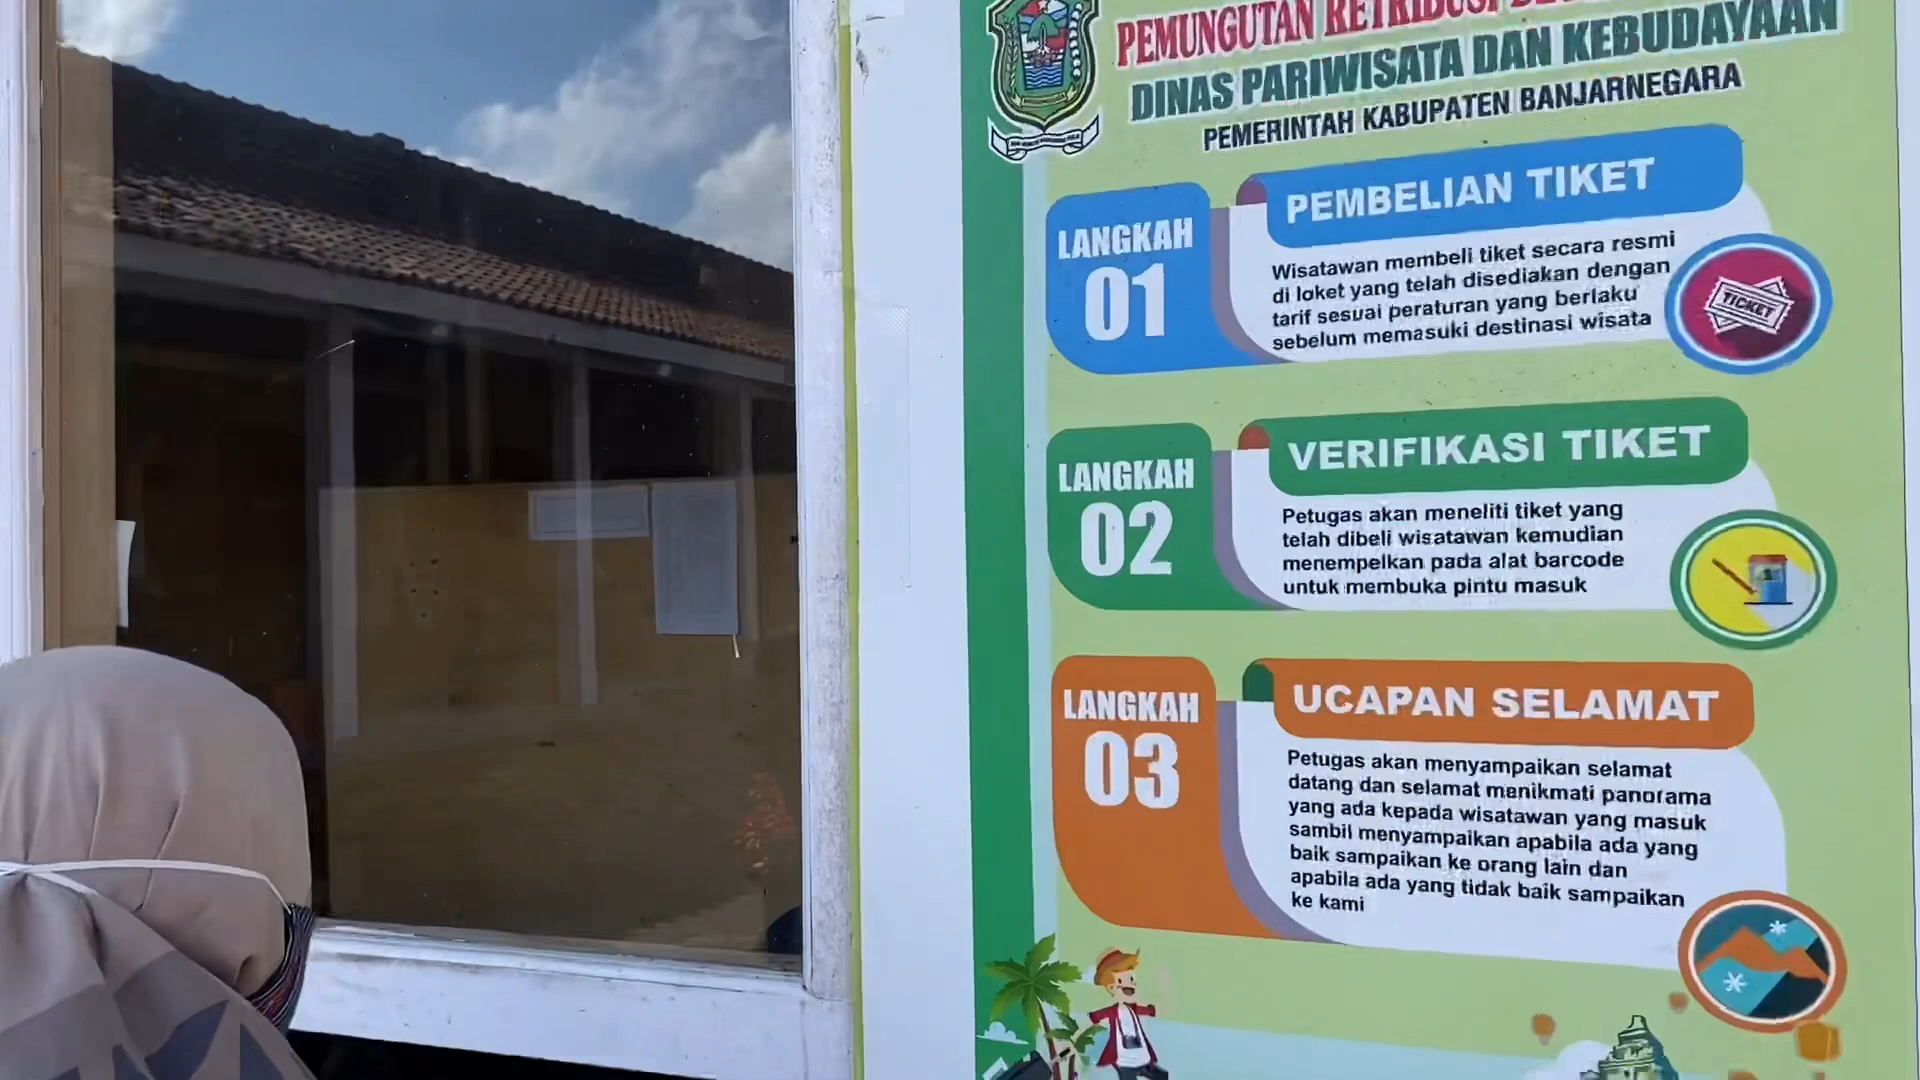 PEMUNGUTAN RETRIBUSI
DINAS PARIWISATA DAN KEBUDAYAAN
PEMERINTAH KABUPATEN BANJARNEGARA
LANGKAH
01
PEMBELIAN TIKET
Wisatawan membeli tiket secara resmi
di loket yang telah disediakan dengan
tarif sesuai peraturan yang berlaku
sebelum memasuki destinasi wisata
TICKET
LANGKAH
02
VERIFIKASI TIKET
Petugas akan meneliti tiket yang
telah dibeli wisatawan kemudian
menempelkan pada alat barcode
untuk membuka pintu masuk
LANGKAH
03
UCAPAN SELAMAT
Petugas akan menyampaikan selamat
datang dan selamat menikmati panorama
yang ada kepada wisatawan yang masuk
sambil menyampaikan apabila ada yang
baik sampaikan ke orang lain dan
apabila ada yang tidak baik sampaikan
ke kami